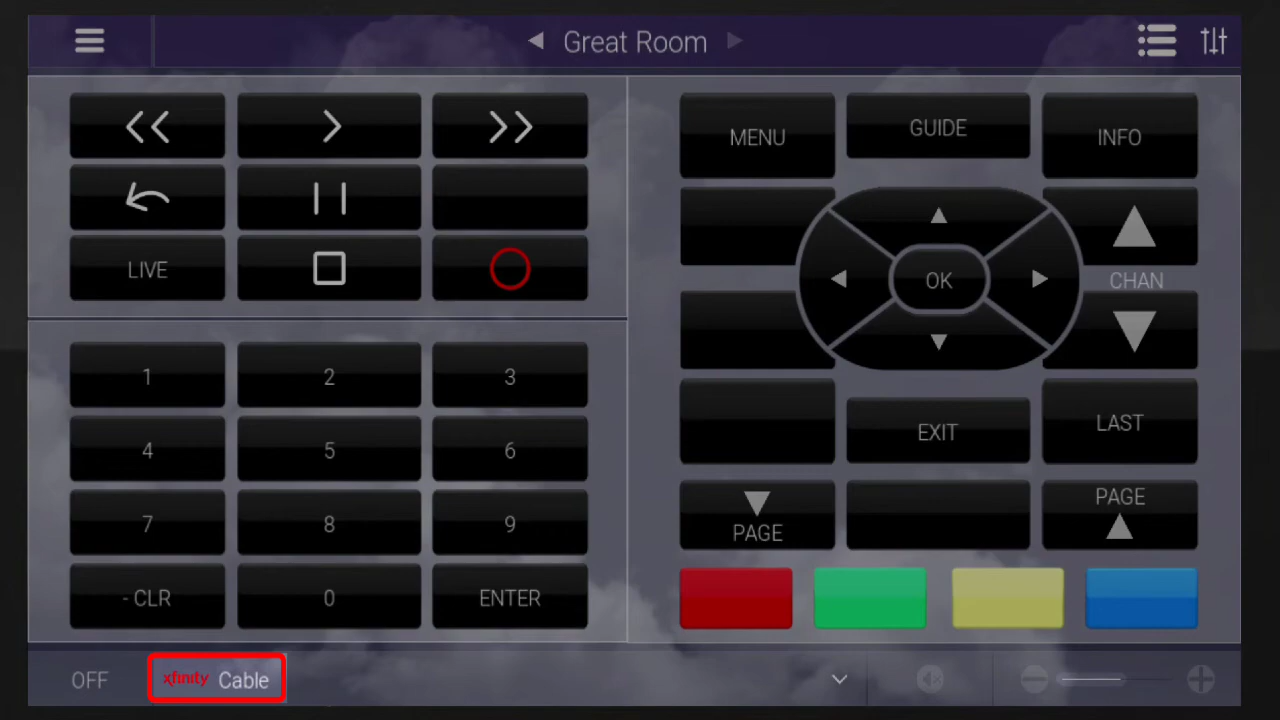 Great Room
MENU
GUIDE
INFO
LIVE
OK
CHAN
1
2
3
4
5
6
7
8
9
- CLR
0
ENTER
EXIT
LAST
PAGE
PAGE
OFF
xfinity Cable